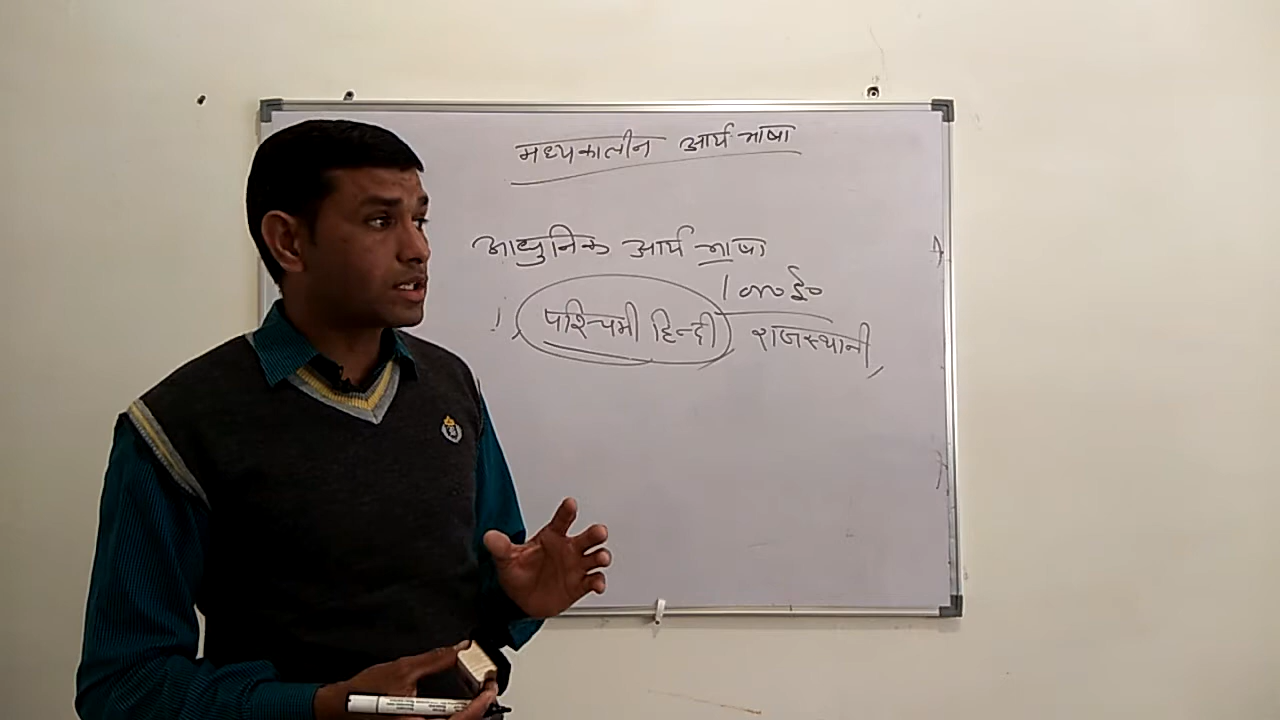 मध्यकालीन आर्य भाषा
आधुनिक आर्य भाषा
1000 ई०
पश्चिमी हिन्दी राजस्थानी,